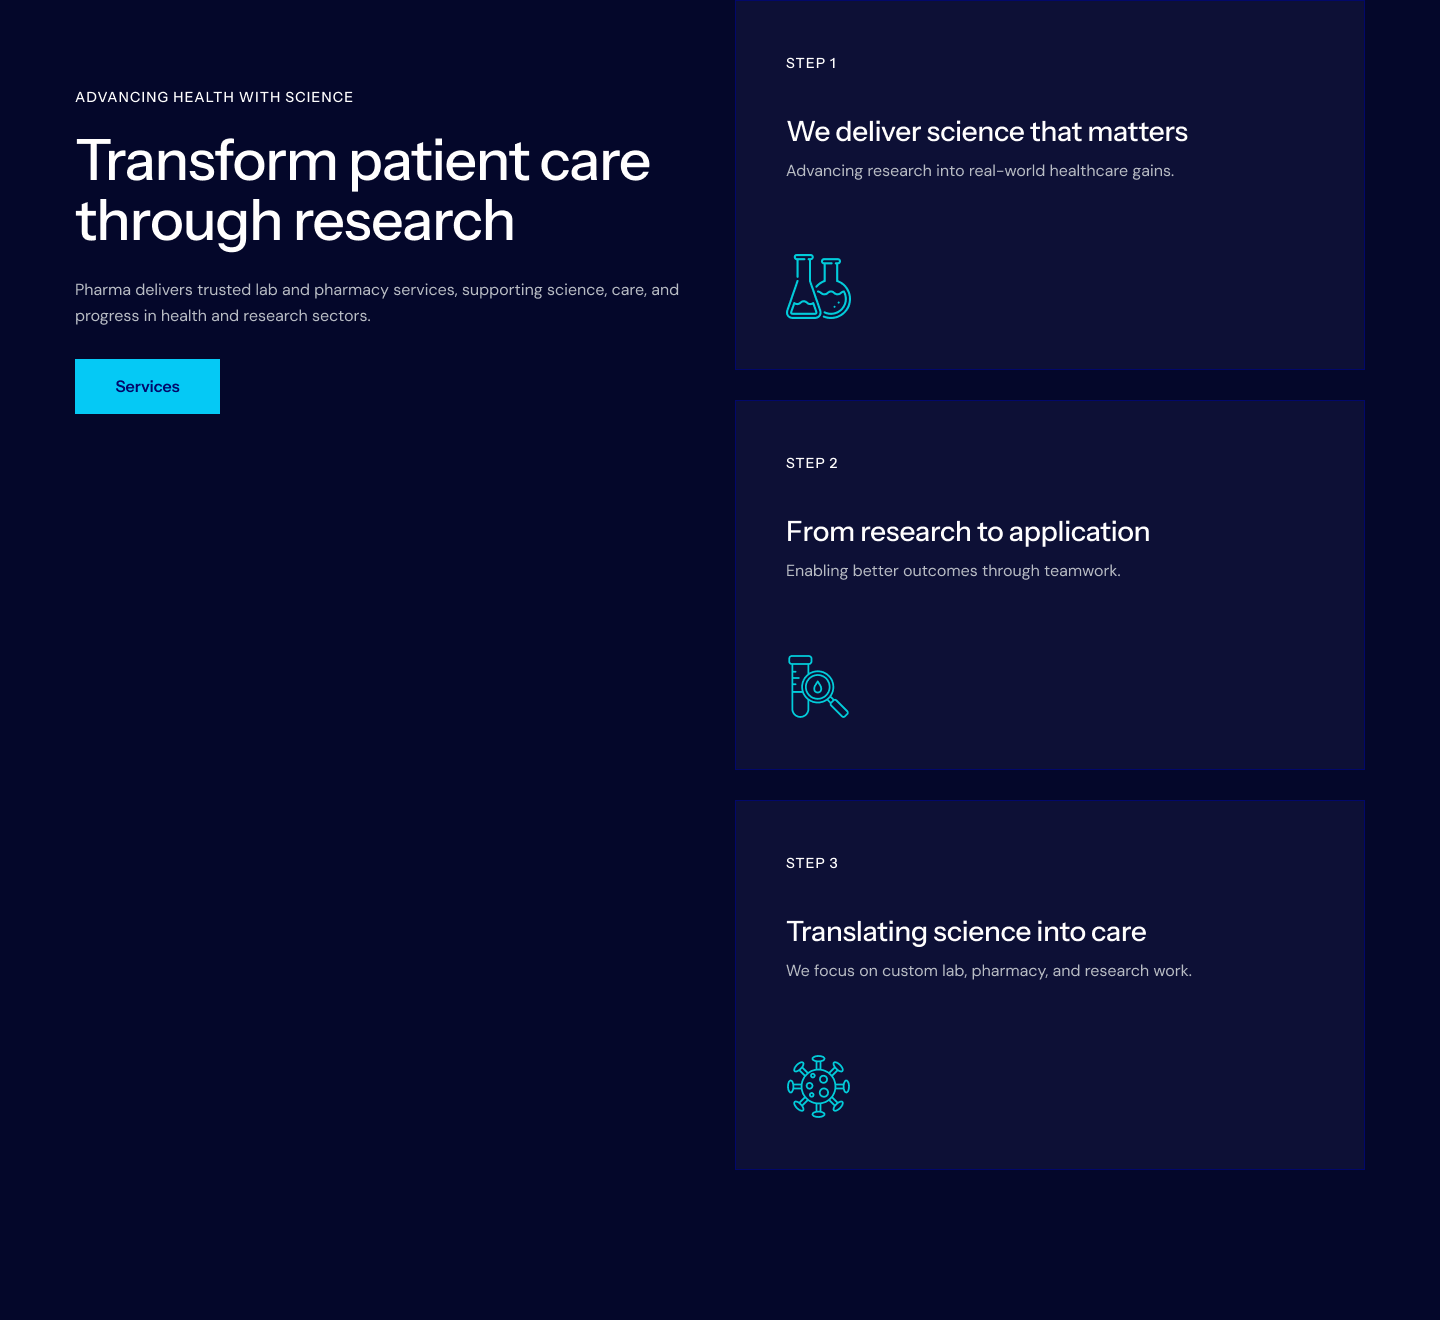 ADVANCING HEALTH WITH SCIENCE
Transform patient care
through research
Pharma delivers trusted lab and pharmacy services, supporting science, care, and
progress in health and research sectors.
Services
STEP 1
We deliver science that matters
Advancing research into real-world healthcare gains.
STEP 2
From research to application
Enabling better outcomes through teamwork.
STEP 3
Translating science into care
We focus on custom lab, pharmacy, and research work.